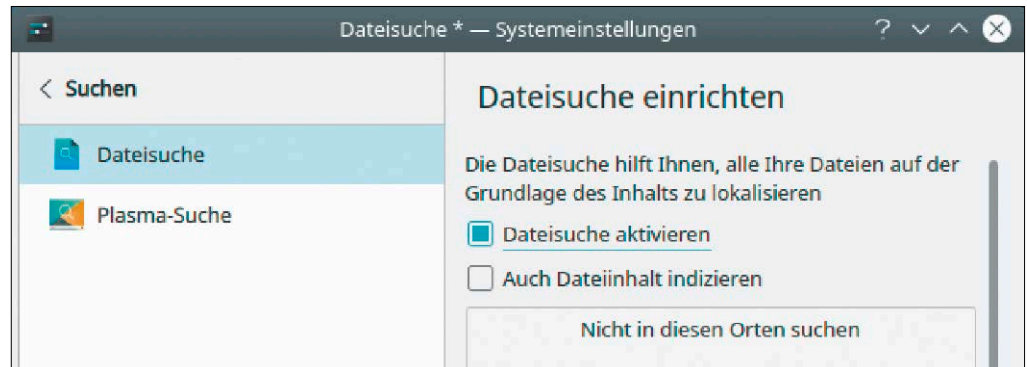 Dateisuche * — Systemeinstellungen
Suchen
Dateisuche
Plasma-Suche
Dateisuche einrichten
Die Dateisuche hilft Ihnen, alle Ihre Dateien auf der
Grundlage des Inhalts zu lokalisieren
Dateisuche aktivieren
Auch Dateiinhalt indizieren
Nicht in diesen Orten suchen